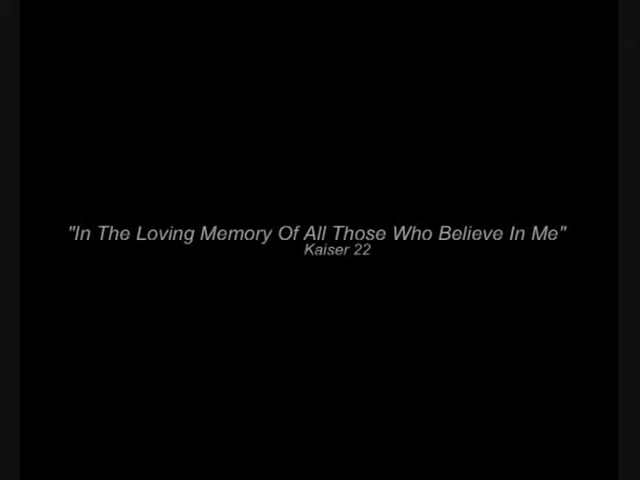 "In The Loving Memory Of All Those Who Believe In Me"
Kaiser 22